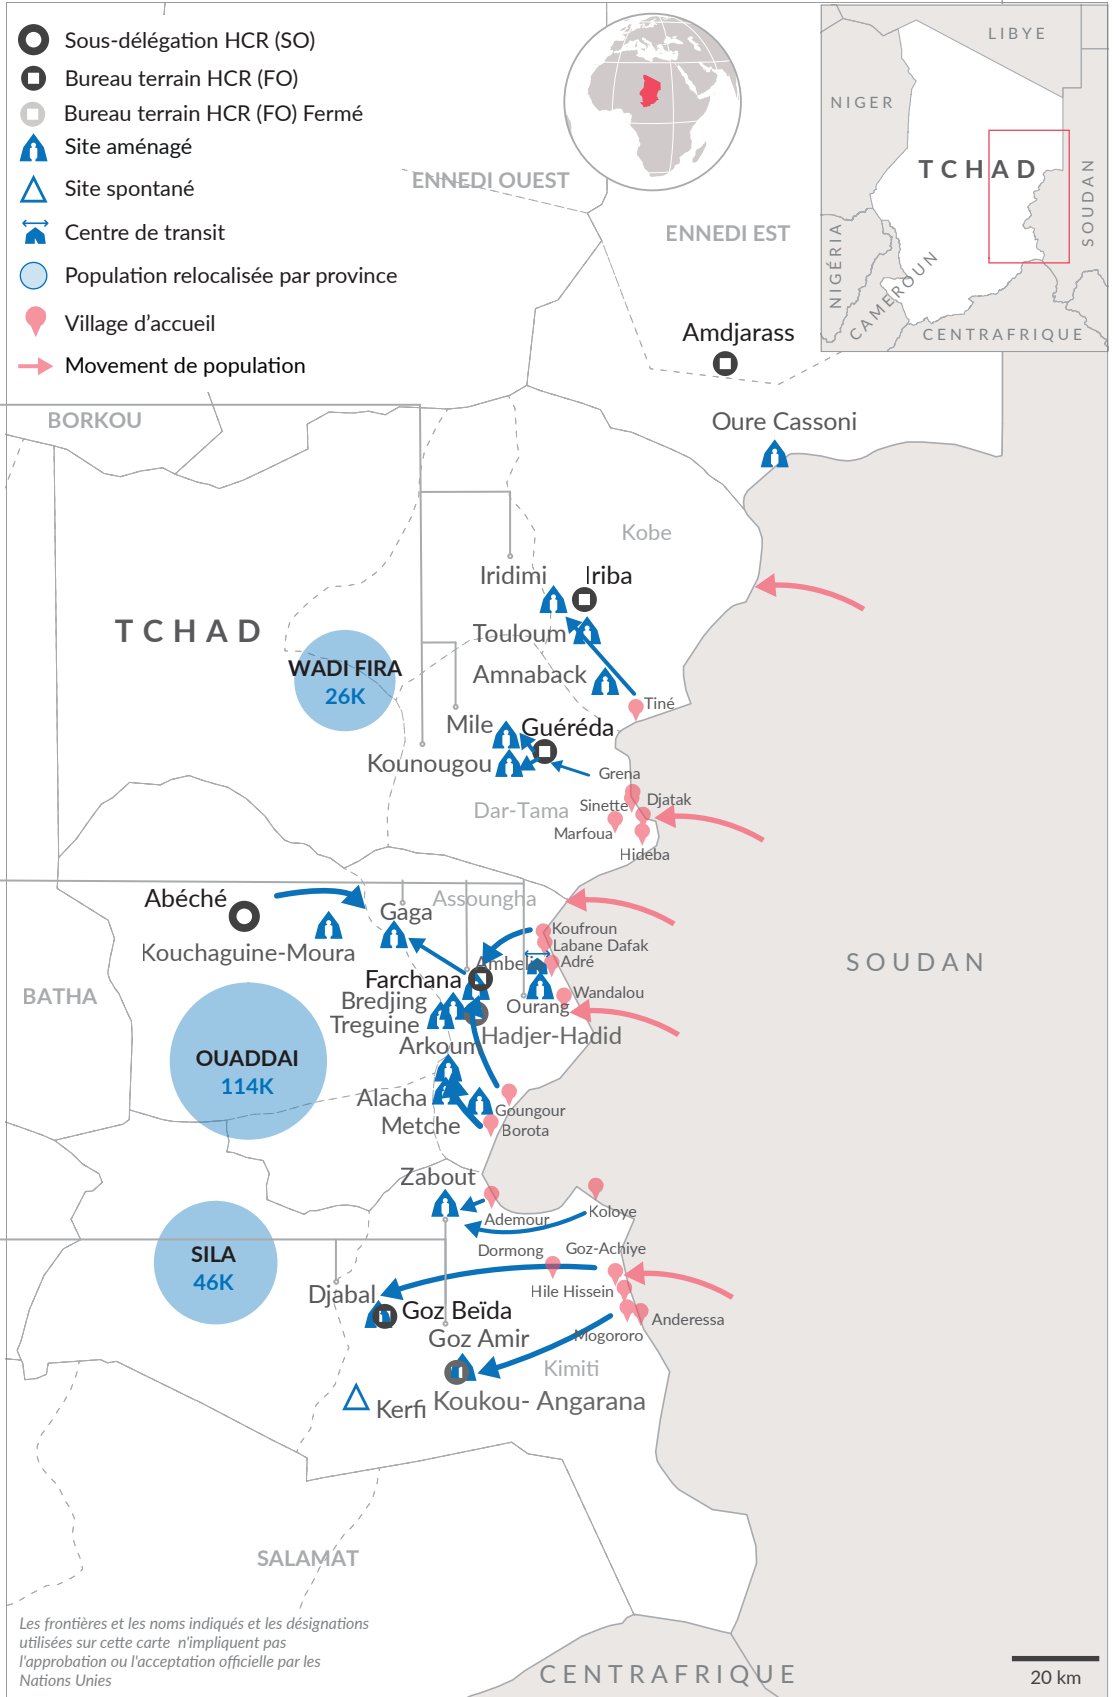 Sous-délégation HCR (SO)
Bureau terrain HCR (FO)
Bureau terrain HCR (FO) Fermé
Site aménagé
Site spontané
Centre de transit
Population relocalisée par province
Village d'accueil
Movement de population
LIBYE
NIGER
TCHAD
SOUDAN
NIGÉRIA
CAMEROUN
CENTRAFRIQUE
ENNEDI OUEST
ENNEDI EST
Amdjarass
BORKOU
Oure Cassoni
Kobe
Iridimi
Iriba
TCHAD
Touloum
WADI FIRA
26K
Amnaback
Tiné
Mile
Guéréda
Kounougou
Grena
Sinette
Djatak
Dar-Tama
Marfoua
Hideba
Abéché
Gaga
Assoungha
Koufroun
Labane Dafak
Kouchaguine-Moura
Ambelia
Adré
SOUDAN
Farchana
BATHA
Bredjing
Wandalou
Ourang
Treguine
Hadjer-Hadid
Arkoum
OUADDAI
114K
Alacha
Goungour
Metche
Borota
Zabout
Ademour
Koloye
SILA
46K
Dormong
Goz-Achiye
Djabal
Hile Hissein
Goz Beïda
Anderessa
Mogororo
Goz Amir
Kimiti
Kerfi
Koukou- Angarana
SALAMAT
Les frontières et les noms indiqués et les désignations
utilisées sur cette carte n'impliquent pas
l'approbation ou l'acceptation officielle par les
Nations Unies
CENTRAFRIQUE
20 km